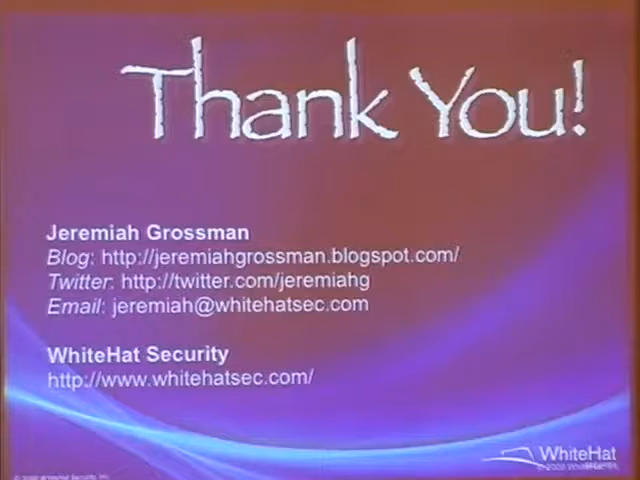 Thank You!
Jeremiah Grossman
Blog: http://jeremiahgrossman.blogspot.com/
Twitter: http://twitter.com/jeremiahg
Email: jeremiah@whitehatsec.com
WhiteHat Security
http://www.whitehatsec.com/
WhiteHat